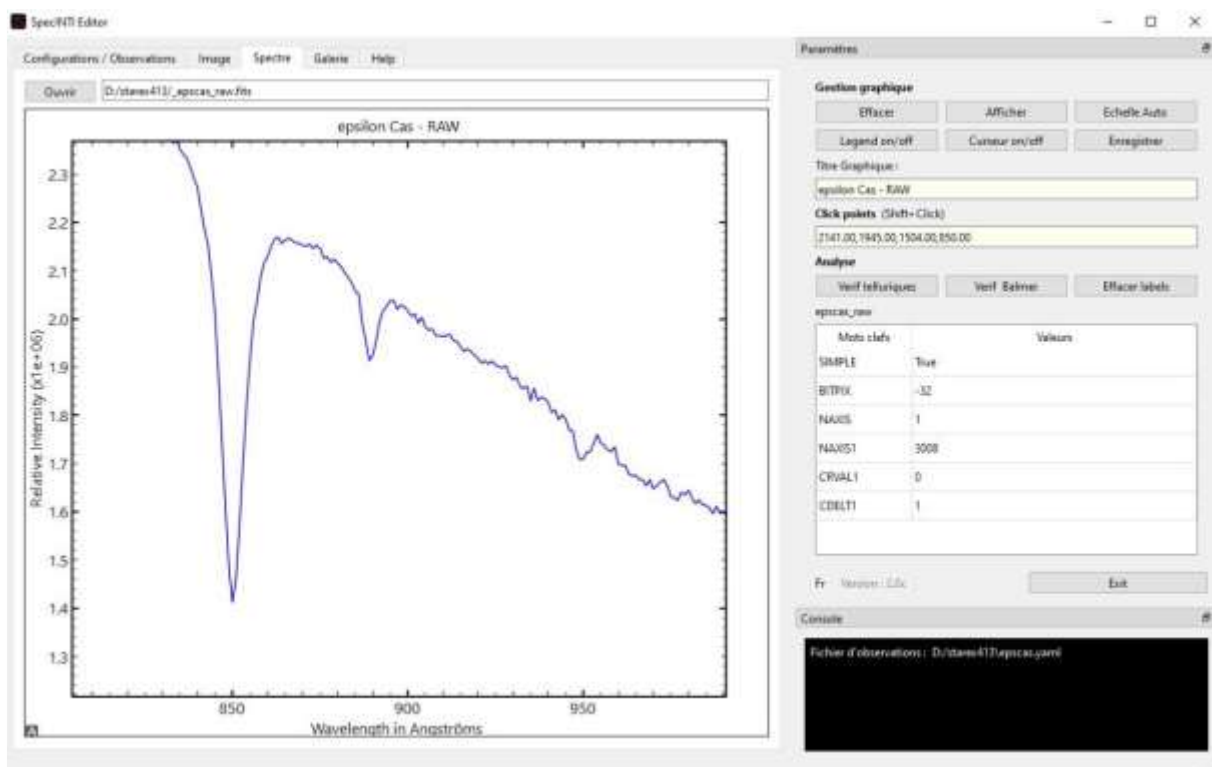 SpecINTI Editor
Configurations / Observations Image Spectre Galerie Help
Ouvrir D:/starex413/_epscas_raw.fits
epsilon Cas - RAW
2.3
2.2
2.1
2.0
1.9
1.8
1.7
1.6
1.5
1.4
1.3
Relative Intensity (x1e+06)
850 900 950
Wavelength in Angströms
Paramètres
Gestion graphique
Effacer Afficher Echelle Auto
Legend on/off Curseur on/off Enregistrer
Titre Graphique :
epsilon Cas - RAW
Click points (Shift+Click)
2141.00,1945.00,1504.00,850.00
Analyse
Verif telluriques Verif Balmer Effacer labels
epscas_raw
Mots clefs Valeurs
SIMPLE True
BITPIX -32
NAXIS 1
NAXIS1 3008
CRVAL1 0
CDELT1 1
Fr Version :
Exit
Console
Fichier d'observations : D:/starex413\epscas.yaml